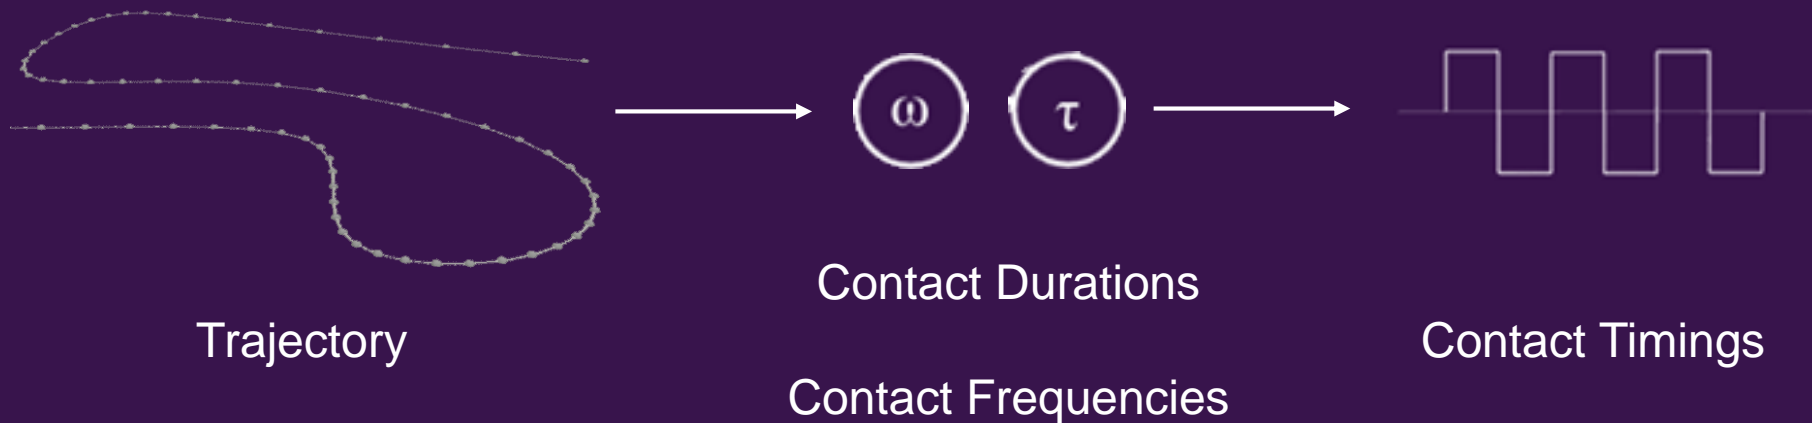 ω τ
Contact Durations
Trajectory
Contact Timings
Contact Frequencies